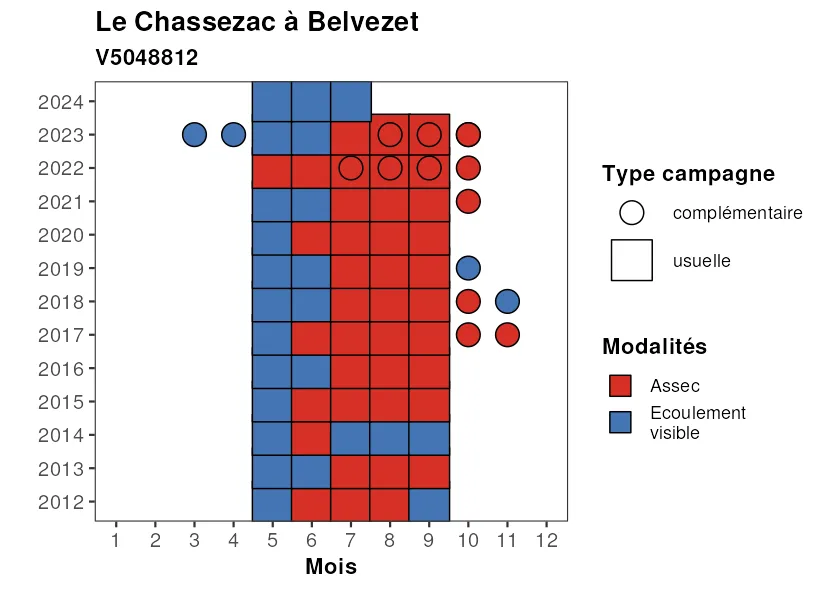 Le Chassezac à Belvezet
V5048812
2024
2023
2022
2021
2020
2019
2018
2017
2016
2015
2014
2013
2012
1 2 3 4 5 6 7 8 9 10 11 12
Mois
Type campagne
complémentaire
usuelle
Modalités
Assec
Ecoulement
visible